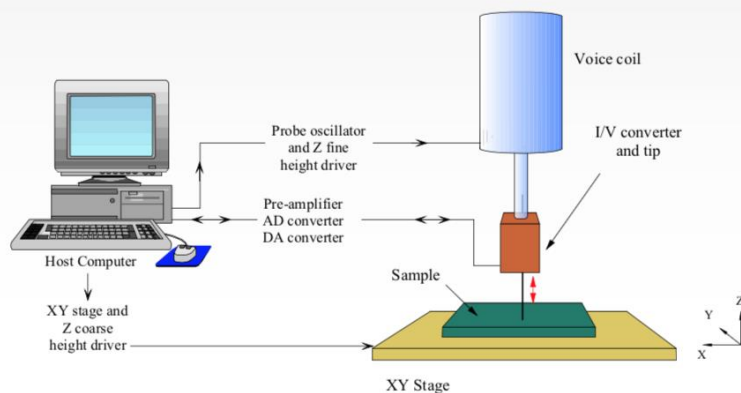 Voice coil
I/V converter
and tip
Probe oscillator
and Z fine
height driver
Pre-amplifier
AD converter
DA converter
Host Computer
Sample
XY stage and
Z coarse
height driver
XY Stage
Z
Y
X